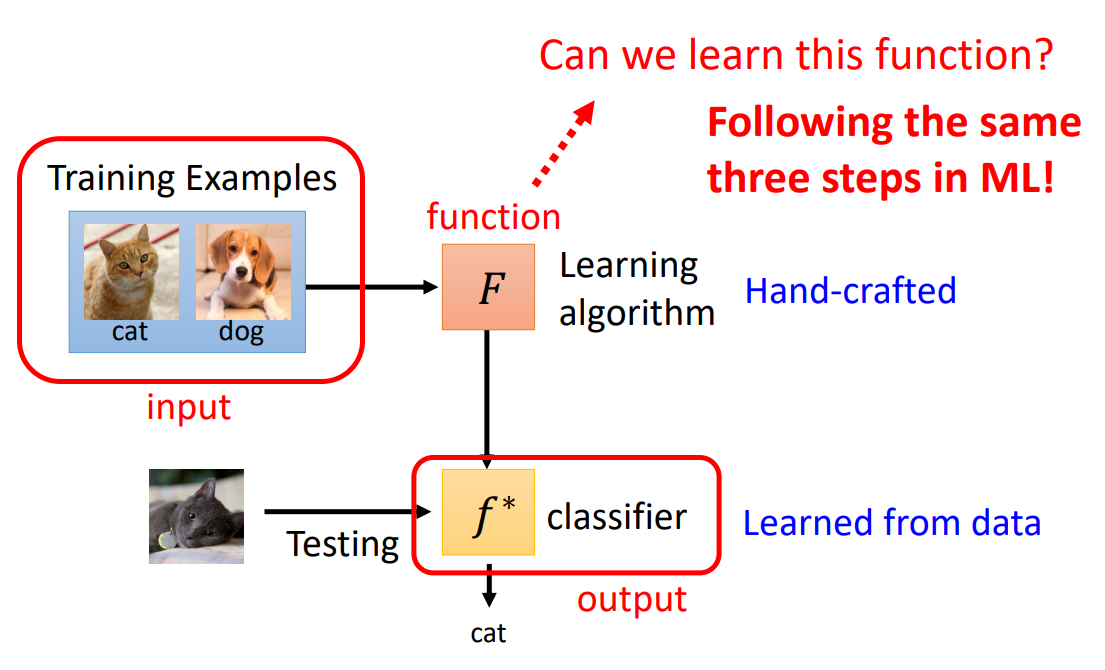 Can we learn this function?
Following the same
three steps in ML!
Training Examples
cat
dog
input
function
F
Learning
algorithm
Hand-crafted
Testing
f*
classifier
Learned from data
output
cat